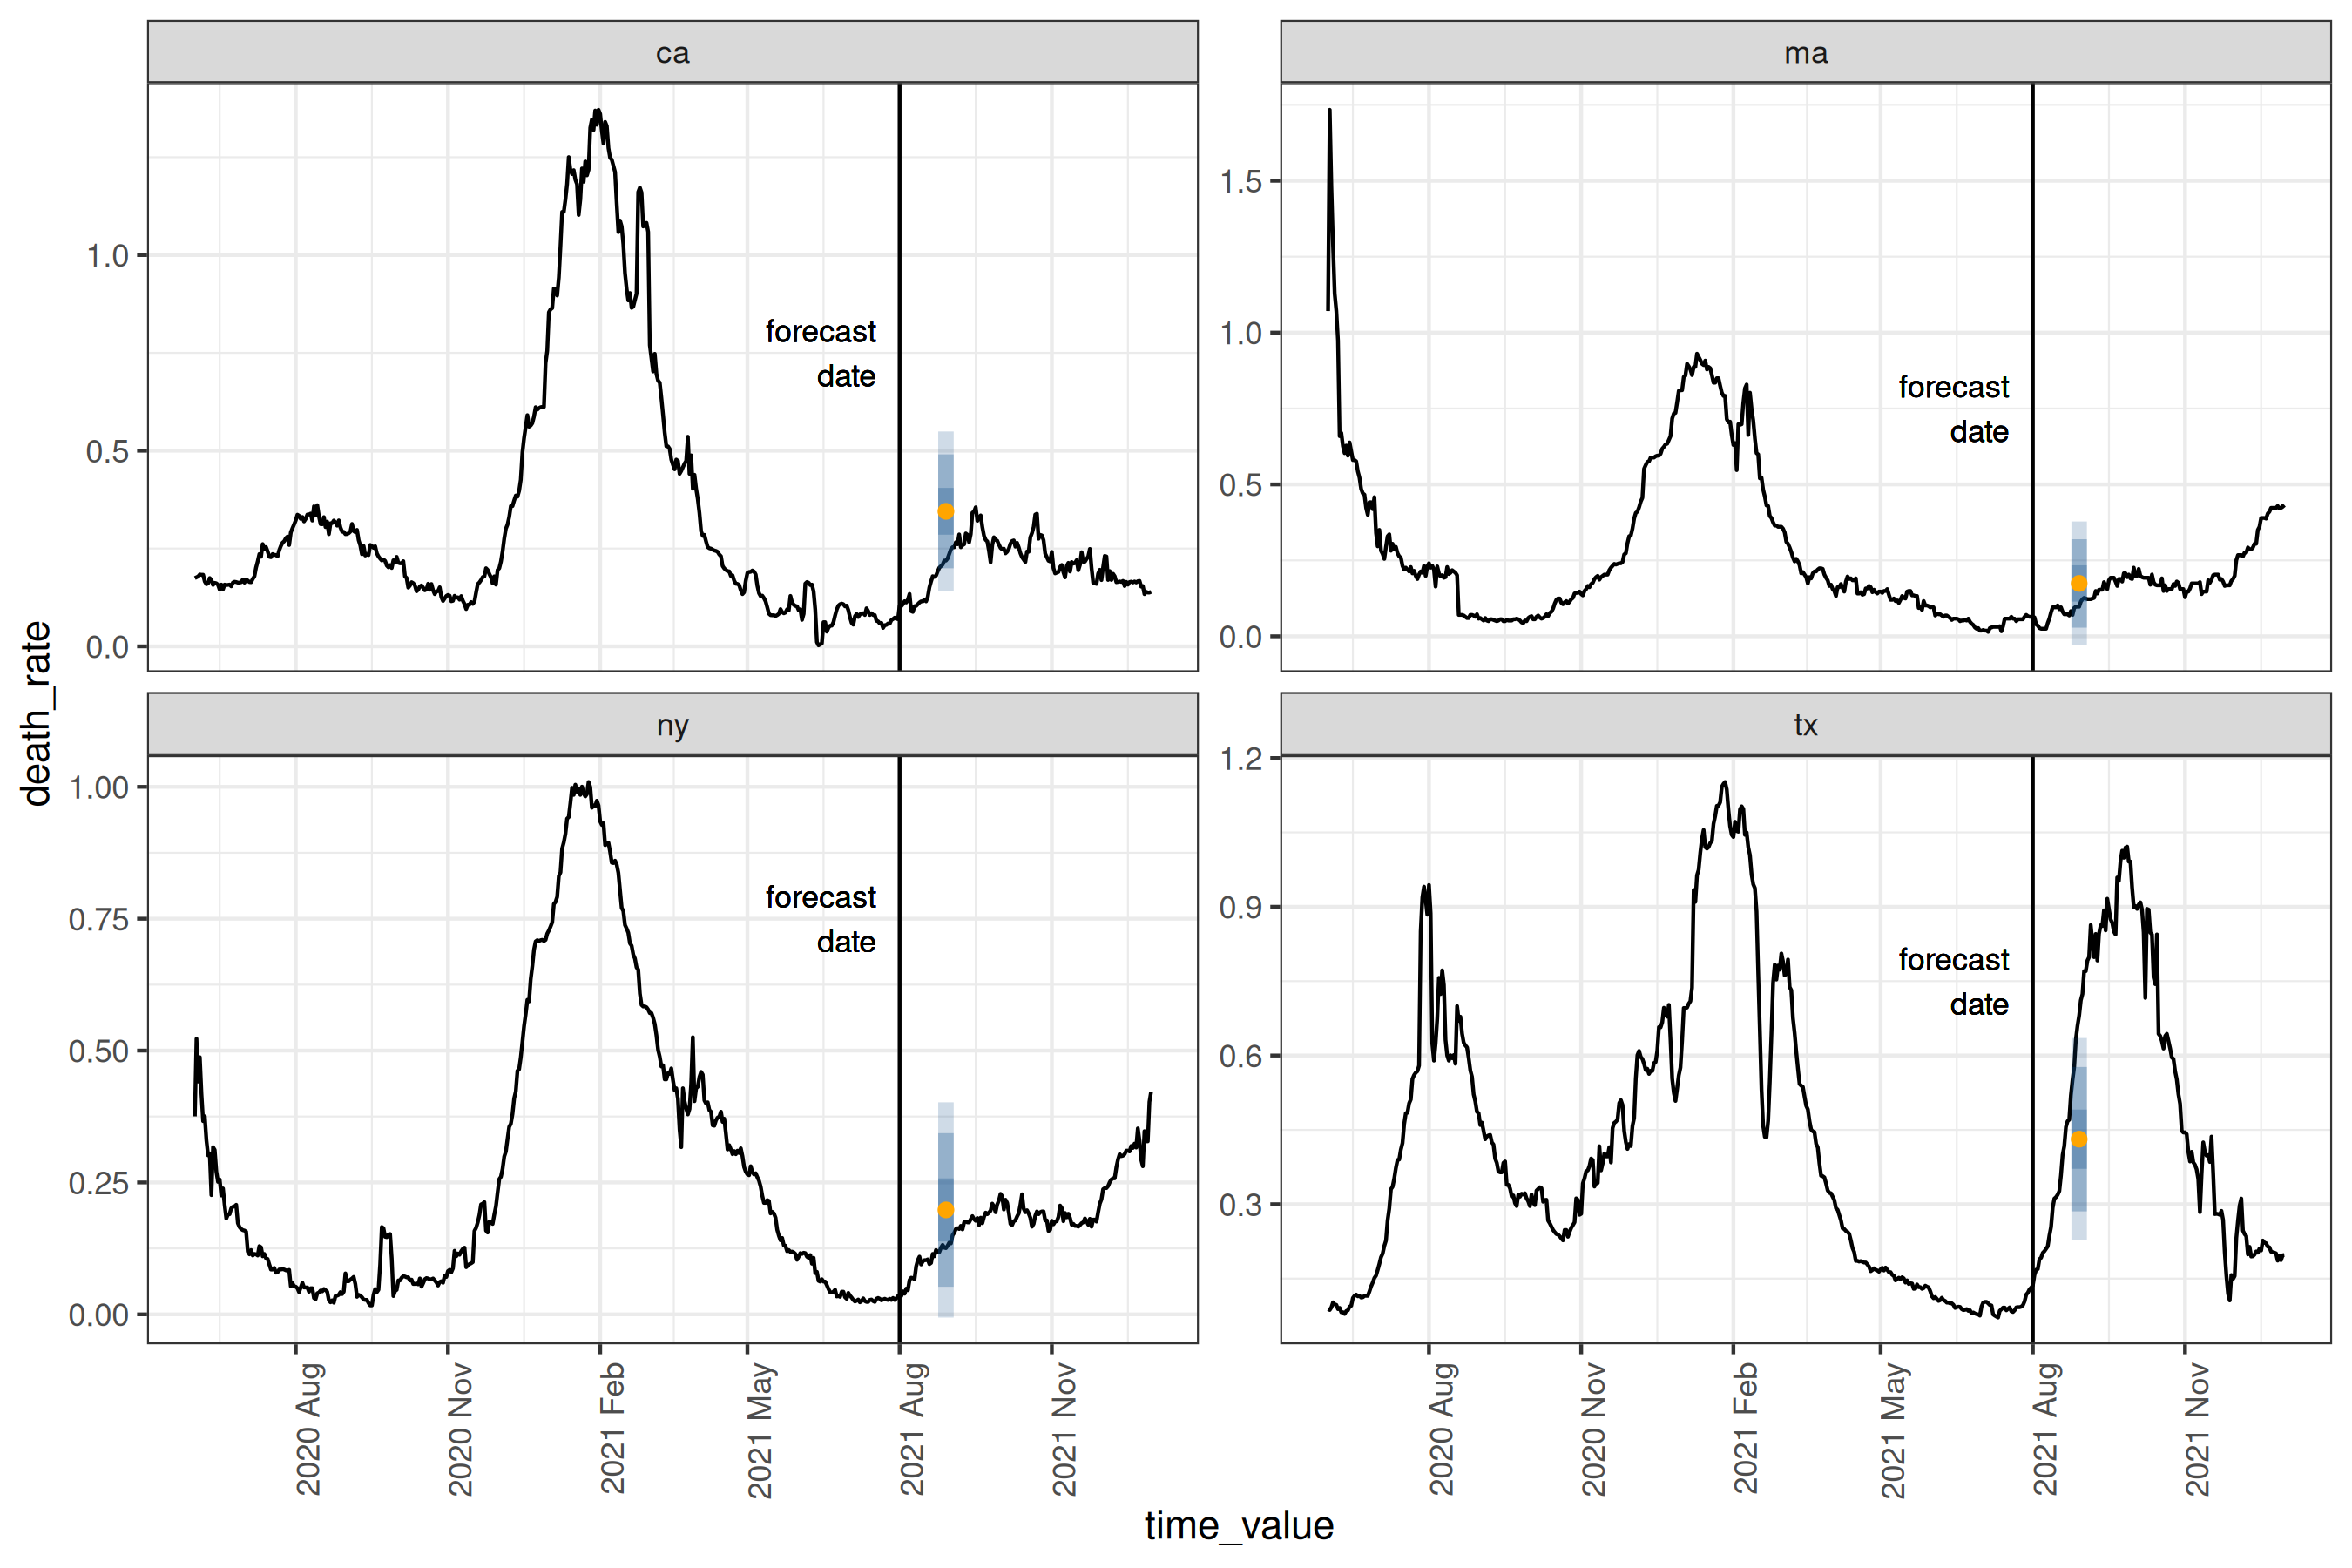 ca
ma
1.0
0.5
0.0
forecast
date
1.5
1.0
0.5
0.0
forecast
date
ny
tx
1.00
0.75
0.50
0.25
0.00
forecast
date
1.2
0.9
0.6
0.3
forecast
date
2020 Aug
2020 Nov
2021 Feb
2021 May
2021 Aug
2021 Nov
2020 Aug
2020 Nov
2021 Feb
2021 May
2021 Aug
2021 Nov
death_rate
time_value